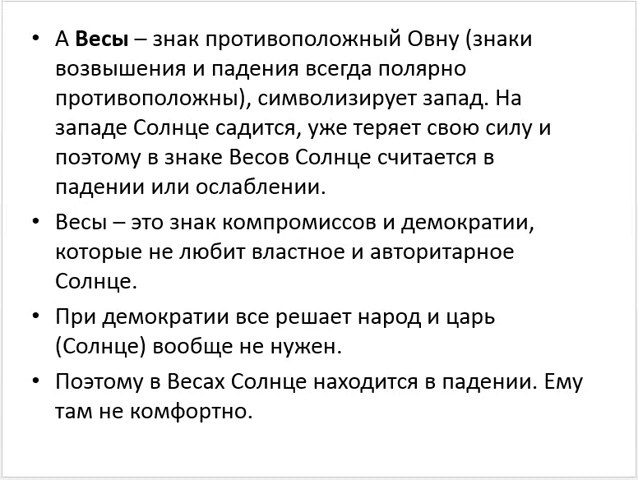 • А Весы – знак противоположный Овну (знаки
возвышения и падения всегда полярно
противоположны), символизирует запад. На
западе Солнце садится, уже теряет свою силу и
поэтому в знаке Весов Солнце считается в
падении или ослаблении.
• Весы – это знак компромиссов и демократии,
которые не любит властное и авторитарное
Солнце.
• При демократии все решает народ и царь
(Солнце) вообще не нужен.
• Поэтому в Весах Солнце находится в падении. Ему
там не комфортно.